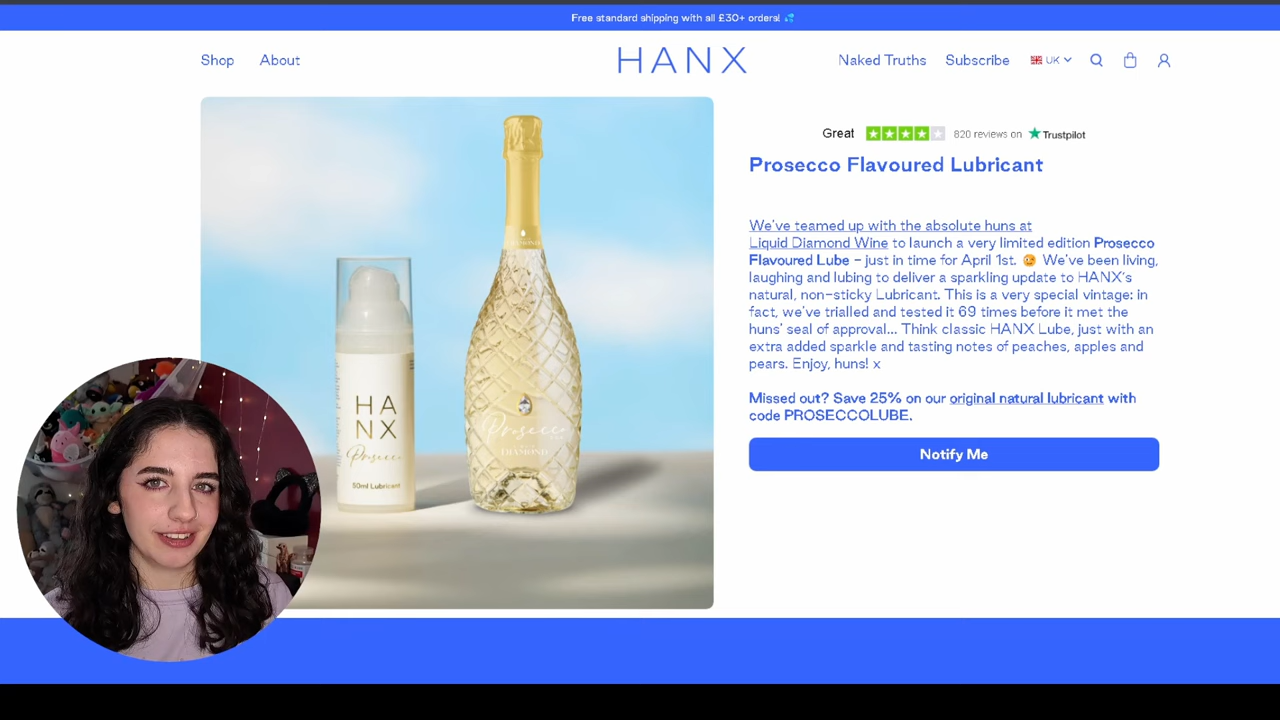 Free standard shipping with all £30+ orders! 💦
Shop
About
HANX
Naked Truths
Subscribe
UK
Great
820 reviews on
Trustpilot
Prosecco Flavoured Lubricant
We've teamed up with the absolute huns at
Liquid Diamond Wine to launch a very limited edition Prosecco
Flavoured Lube – just in time for April 1st. 😉 We've been living,
laughing and lubing to deliver a sparkling update to HANX's
natural, non-sticky Lubricant. This is a very special vintage: in
fact, we've trialled and tested it 69 times before it met the
huns' seal of approval... Think classic HANX Lube, just with an
extra added sparkle and tasting notes of peaches, apples and
pears. Enjoy, huns! x
Missed out? Save 25% on our original natural lubricant with
code PROSECCOLUBE.
Notify Me
HA
NX
Prosecco
50ml Lubricant
Prosecco
DIAMOND